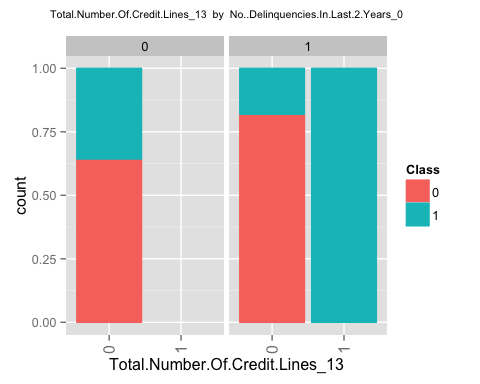 Total.Number.Of.Credit.Lines_13 by No..Delinquencies.In.Last.2.Years_0
0 1
1.00
0.75
0.50
0.25
0.00
count
0 1 0 1
Total.Number.Of.Credit.Lines_13
Class
0
1